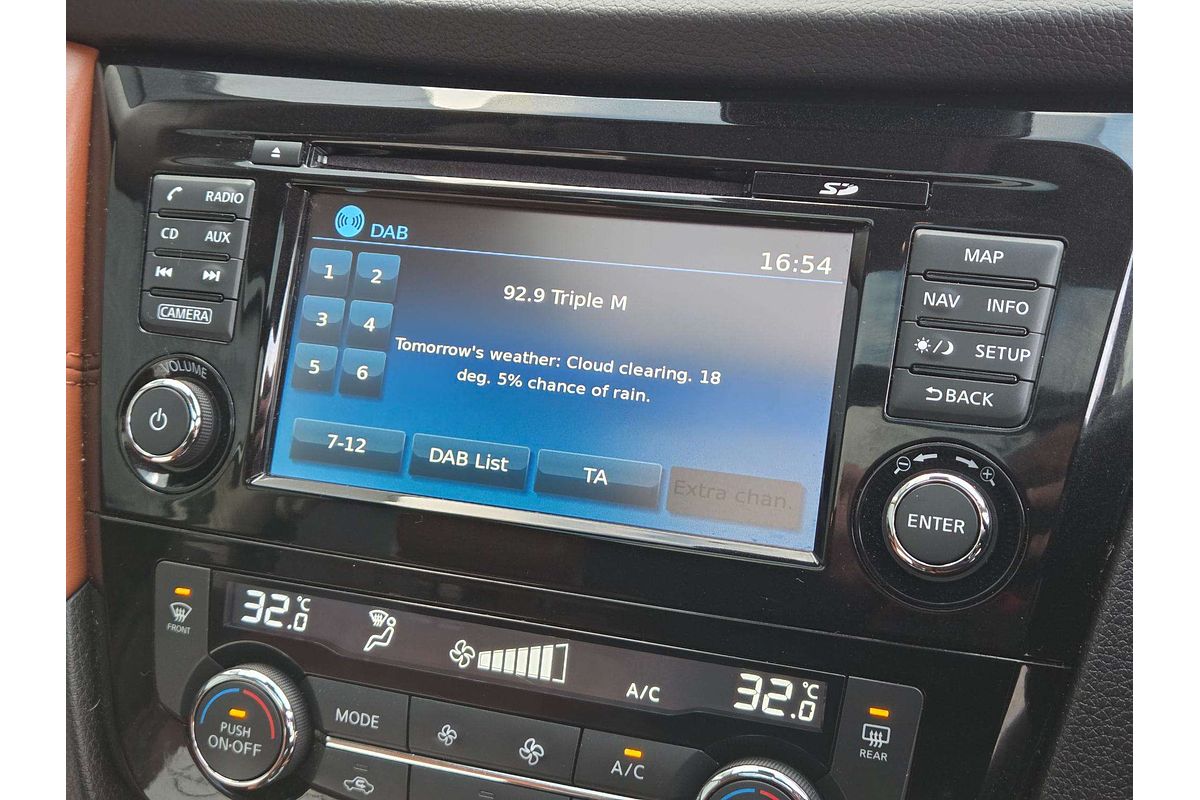 RADIO
CD AUX
CAMERA
VOLUME
SD
DAB
16:54
1 2
3 4
5 6
92.9 Triple M
Tomorrow's weather: Cloud clearing. 18
deg. 5% chance of rain.
7-12 DAB List TA Extra chan.
MAP
NAV INFO
SETUP
BACK
ENTER
FRONT
32.0 °C
A/C
32.0 °C
PUSH
ON·OFF
MODE
A/C
REAR